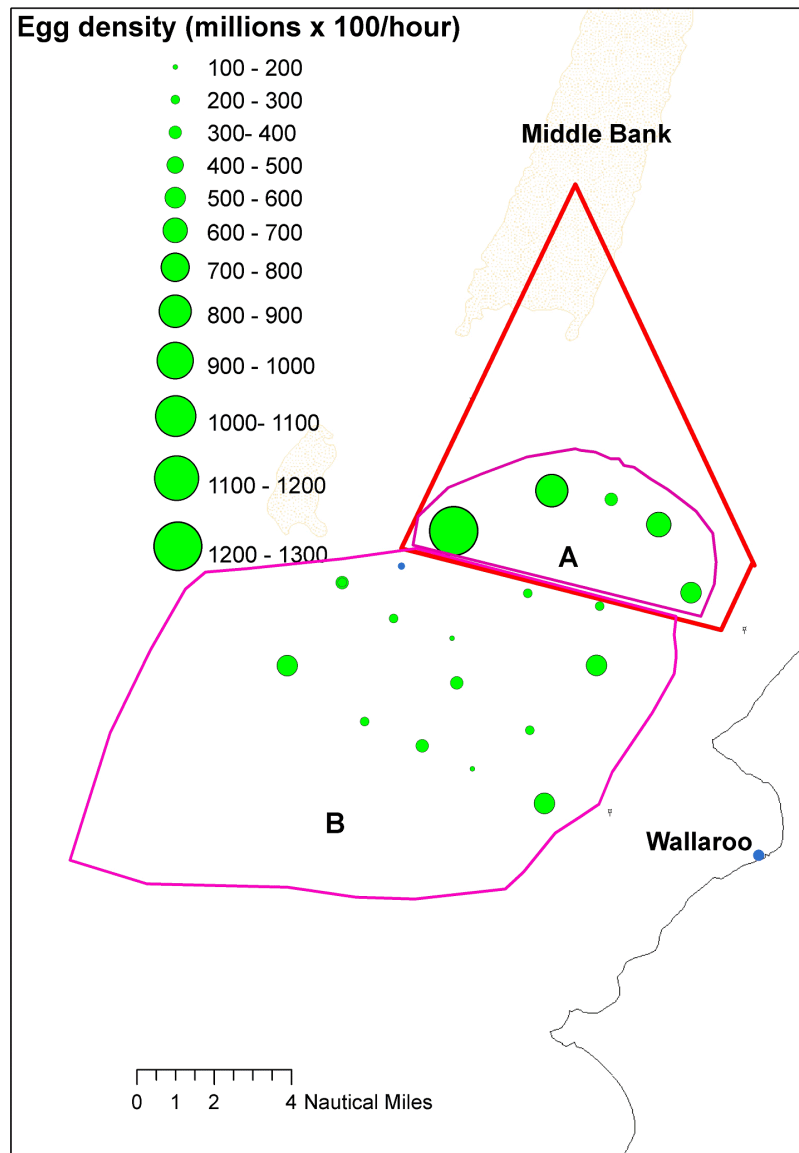 Egg density (millions x 100/hour)
100 - 200
200 - 300
300- 400
400 - 500
500 - 600
600 - 700
700 - 800
800 - 900
900 - 1000
1000- 1100
1100 - 1200
1200 - 1300
Middle Bank
A
B
Wallaroo
0 1 2 4 Nautical Miles